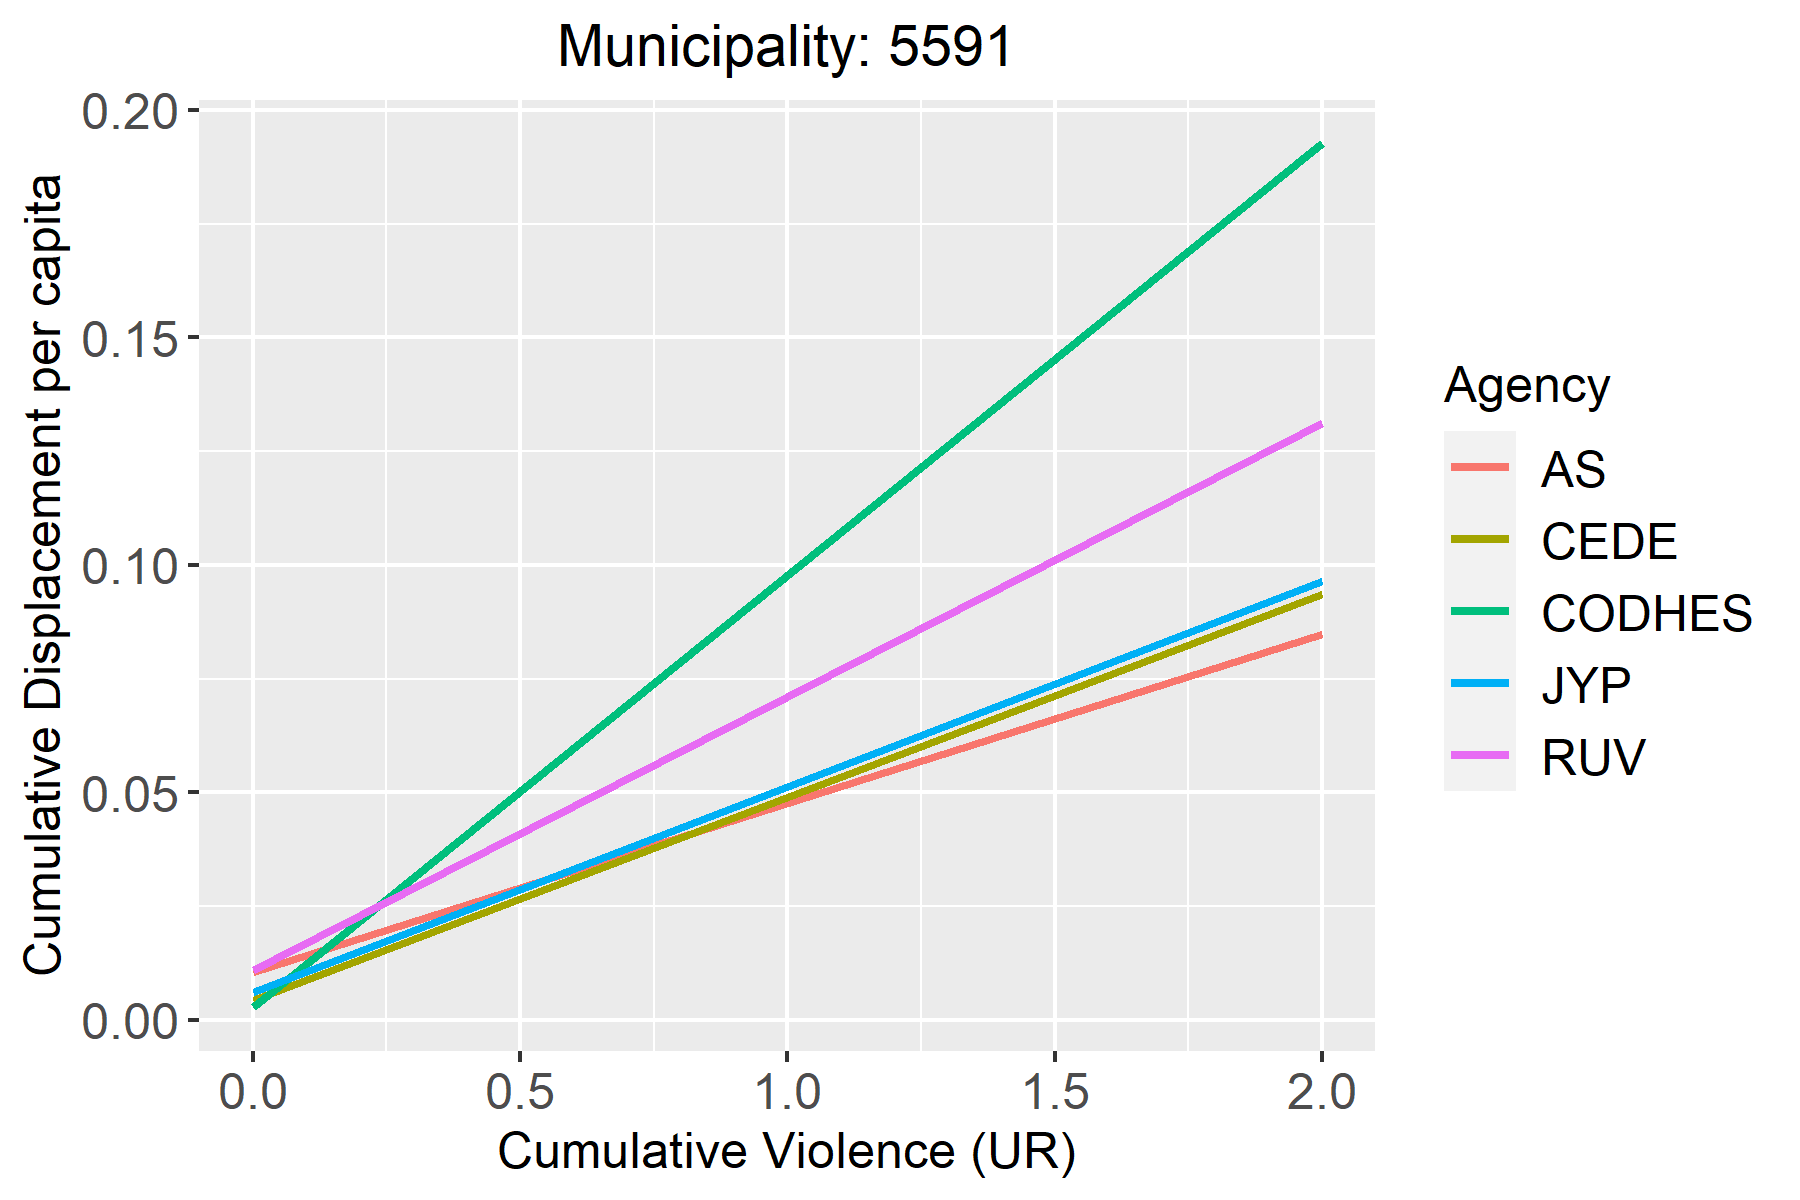 Municipality: 5591
Cumulative Displacement per capita
0.20
0.15
0.10
0.05
0.00
0.0 0.5 1.0 1.5 2.0
Cumulative Violence (UR)
Agency
AS
CEDE
CODHES
JYP
RUV